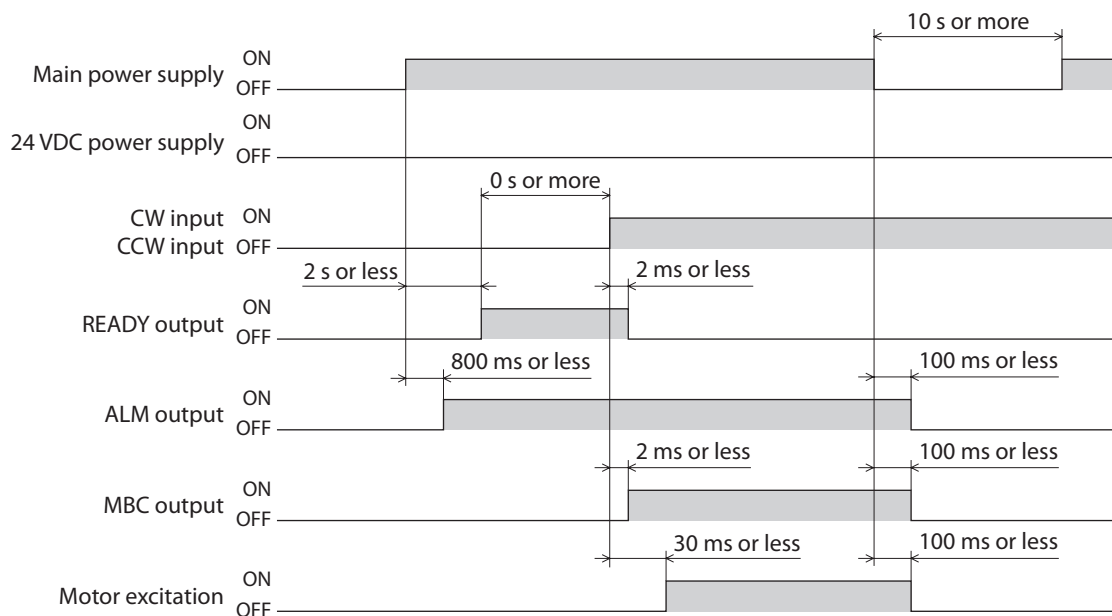 10 s or more
Main power supply ON
OFF
24 VDC power supply ON
OFF
0 s or more
CW input ON
CCW input OFF
2 s or less 2 ms or less
READY output ON
OFF
800 ms or less 100 ms or less
ALM output ON
OFF
2 ms or less 100 ms or less
MBC output ON
OFF
30 ms or less 100 ms or less
Motor excitation ON
OFF